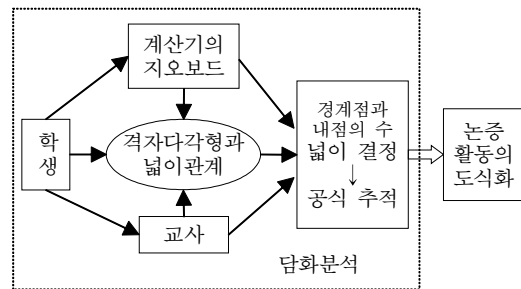 계산기의
지오보드
학
생
격자다각형과
넓이관계
교사
경계점과
내점의 수
넓이 결정
↓
공식 추적
논증
활동의
도식화
담화분석